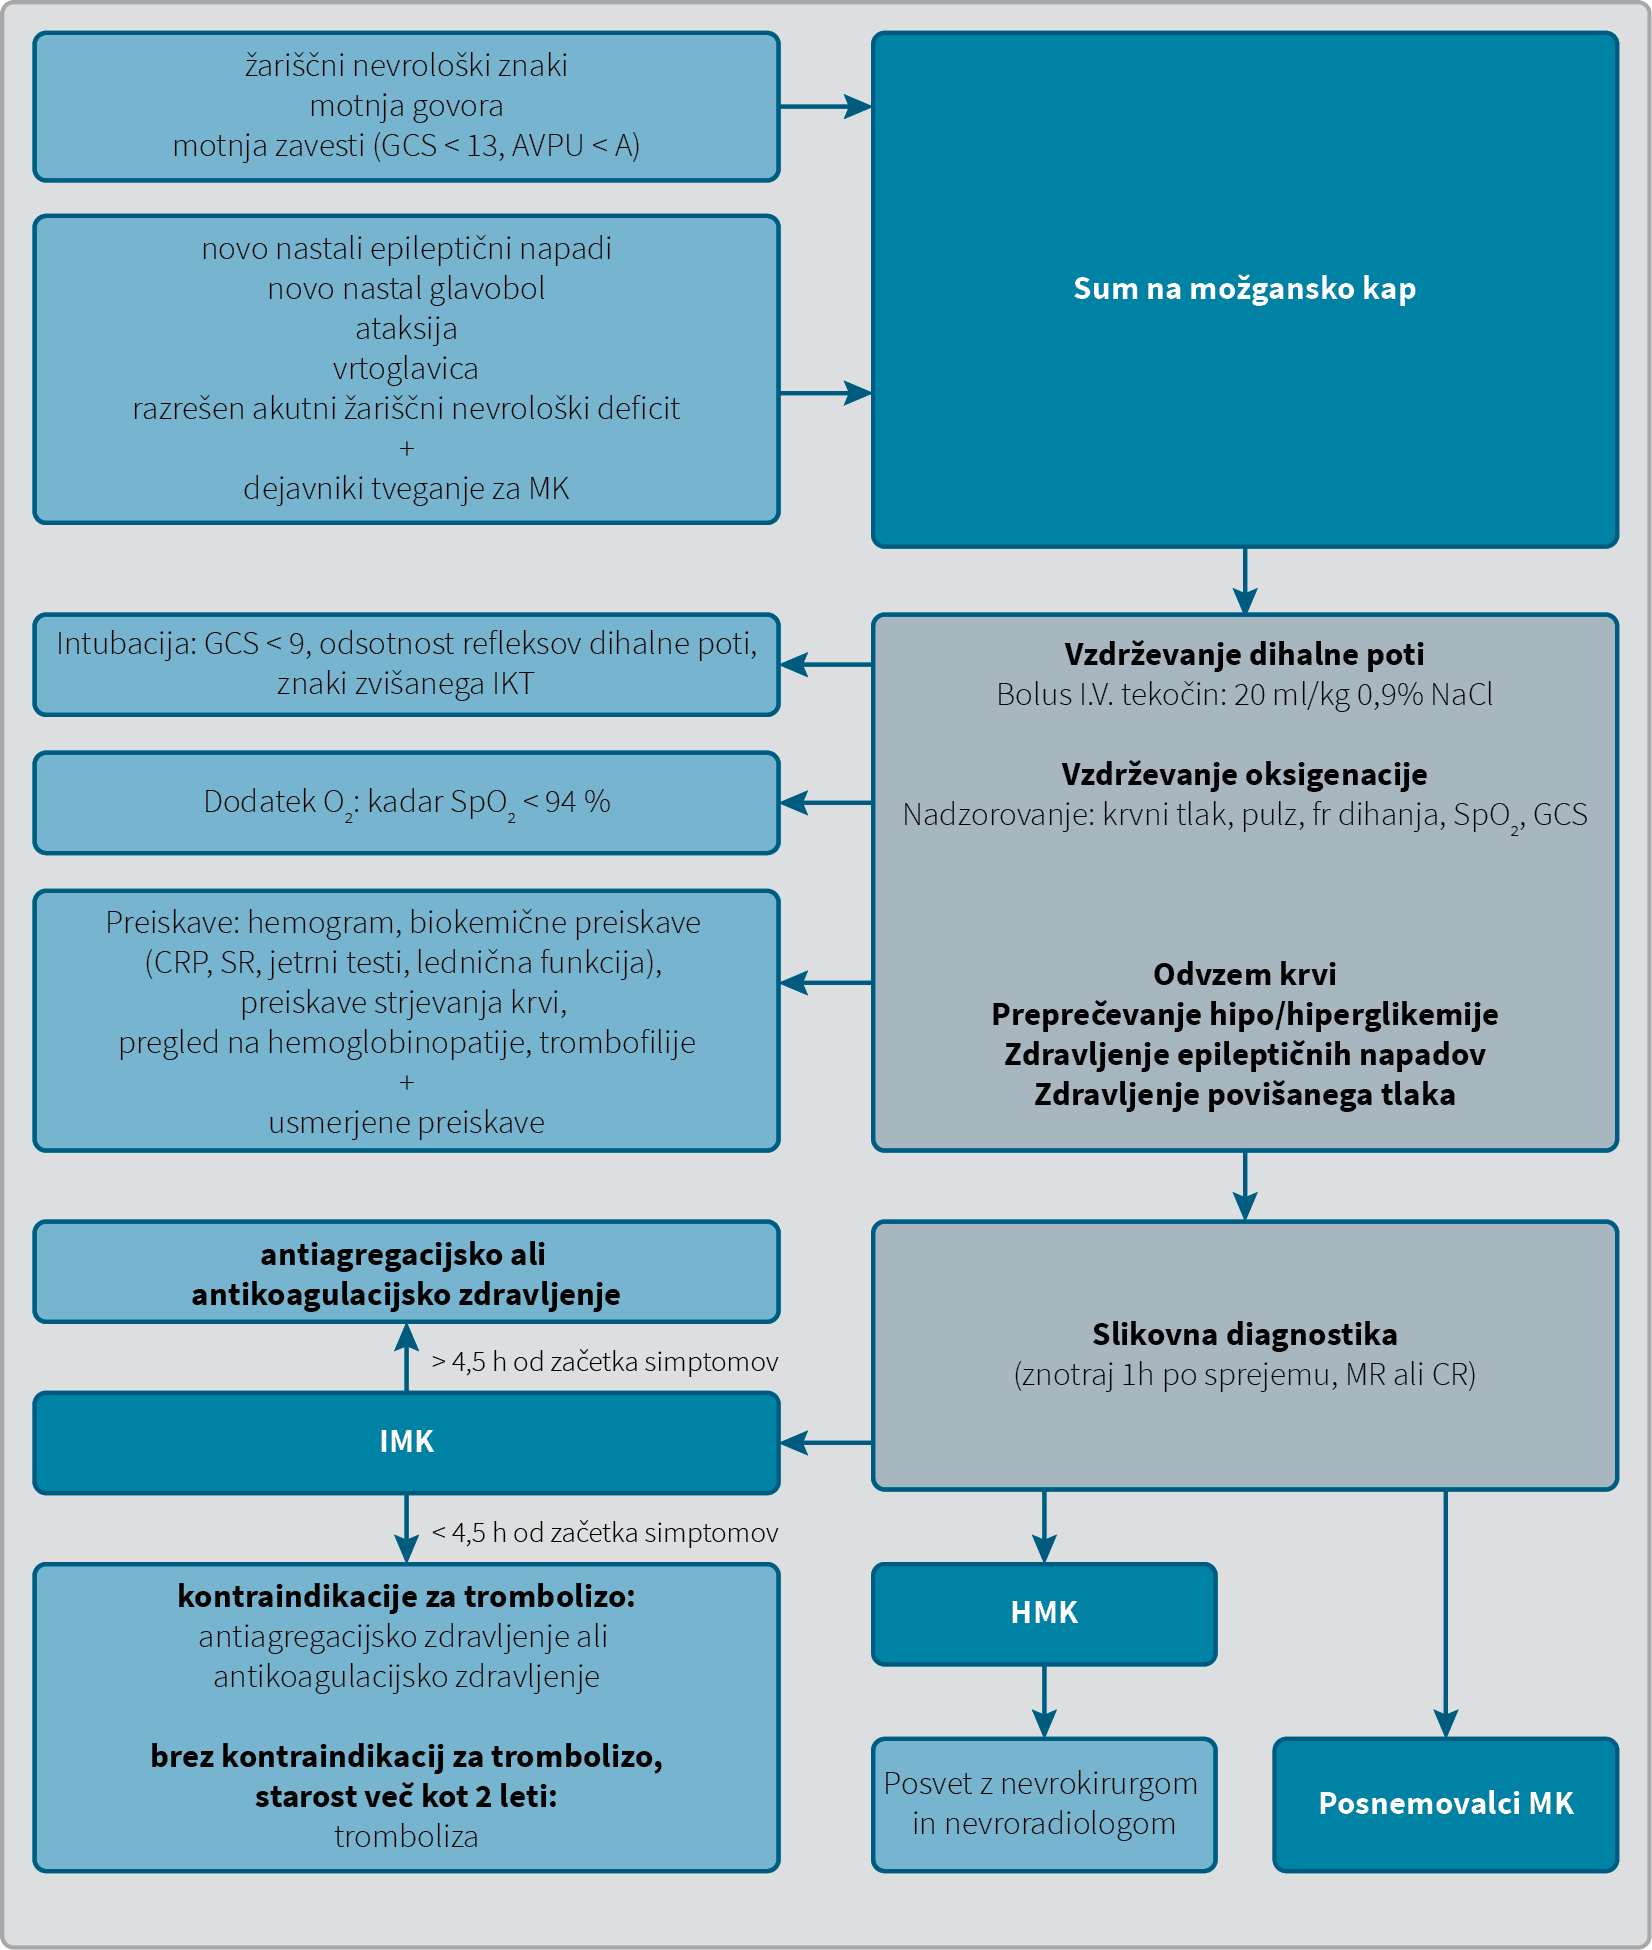 žariščni nevrološki znaki
motnja govora
motnja zavesti (GCS < 13, AVPU < A)
novo nastali epileptični napadi
novo nastal glavobol
ataksija
vrtoglavica
razrešen akutni žariščni nevrološki deficit
+
dejavniki tveganje za MK
Sum na možgansko kap
Intubacija: GCS < 9, odsotnost refleksov dihalne poti,
znaki zvišanega IKT
Dodatek O₂: kadar SpO₂ < 94 %
Preiskave: hemogram, biokemične preiskave
(CRP, SR, jetrni testi, lednična funkcija),
preiskave strjevanja krvi,
pregled na hemoglobinopatije, trombofilije
+
usmerjene preiskave
Vzdrževanje dihalne poti
Bolus I.V. tekočin: 20 ml/kg 0,9% NaCl
Vzdrževanje oksigenacije
Nadzorovanje: krvni tlak, pulz, fr dihanja, SpO₂, GCS
Odvzem krvi
Preprečevanje hipo/hiperglikemije
Zdravljenje epileptičnih napadov
Zdravljenje povišanega tlaka
antiagregacijsko ali
antikoagulacijsko zdravljenje
> 4,5 h od začetka simptomov
IMK
< 4,5 h od začetka simptomov
kontraindikacije za trombolizo:
antiagregacijsko zdravljenje ali
antikoagulacijsko zdravljenje
brez kontraindikacij za trombolizo,
starost več kot 2 leti:
tromboliza
Slikovna diagnostika
(znotraj 1h po sprejemu, MR ali CR)
HMK
Posvet z nevrokirurgom
in nevroradiologom
Posnemovalci MK